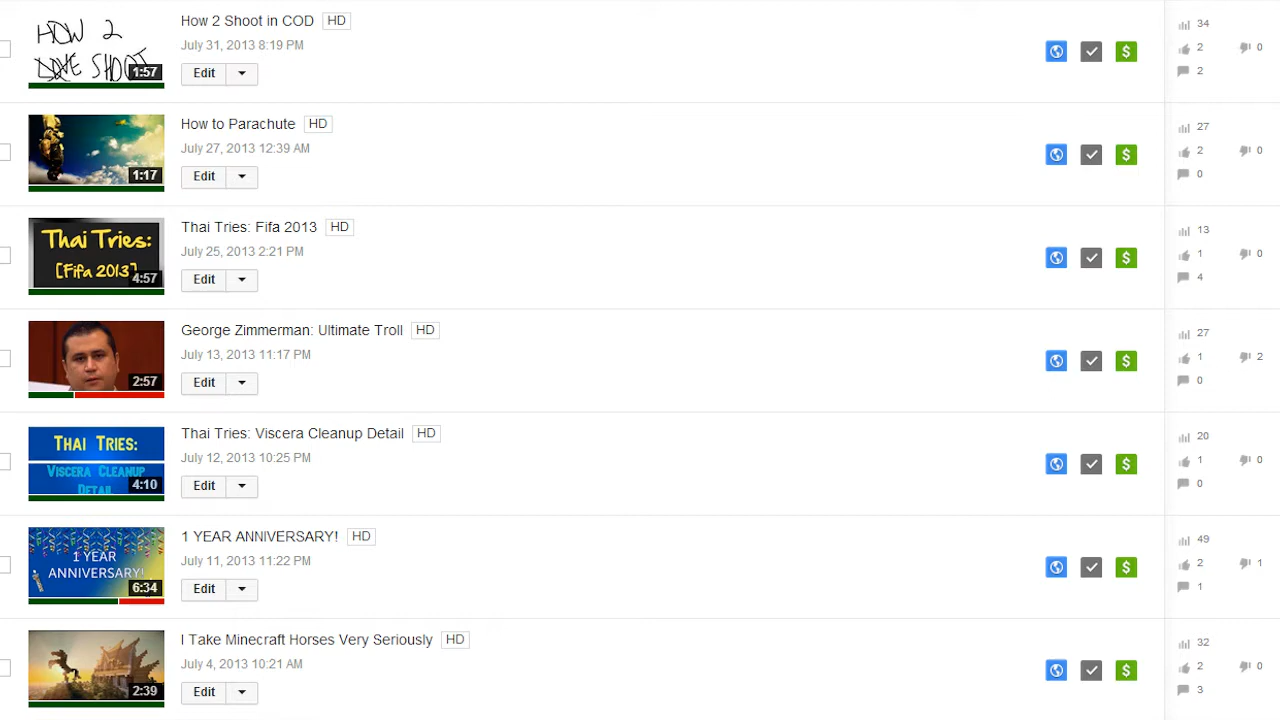 HOW 2
SHOOT
1:57
How 2 Shoot in COD HD
July 31, 2013 8:19 PM
Edit
34
2 0
2
1:17
How to Parachute HD
July 27, 2013 12:39 AM
Edit
27
2 0
0
Thai Tries:
[Fifa 2013]
4:57
Thai Tries: Fifa 2013 HD
July 25, 2013 2:21 PM
Edit
13
1 0
4
2:57
George Zimmerman: Ultimate Troll HD
July 13, 2013 11:17 PM
Edit
27
1 2
0
THAI TRIES:
VISCERA CLEANUP
DETAIL
4:10
Thai Tries: Viscera Cleanup Detail HD
July 12, 2013 10:25 PM
Edit
20
1 0
0
1 YEAR
ANNIVERSARY!
6:34
1 YEAR ANNIVERSARY! HD
July 11, 2013 11:22 PM
Edit
49
2 1
1
2:39
I Take Minecraft Horses Very Seriously HD
July 4, 2013 10:21 AM
Edit
32
2 0
3